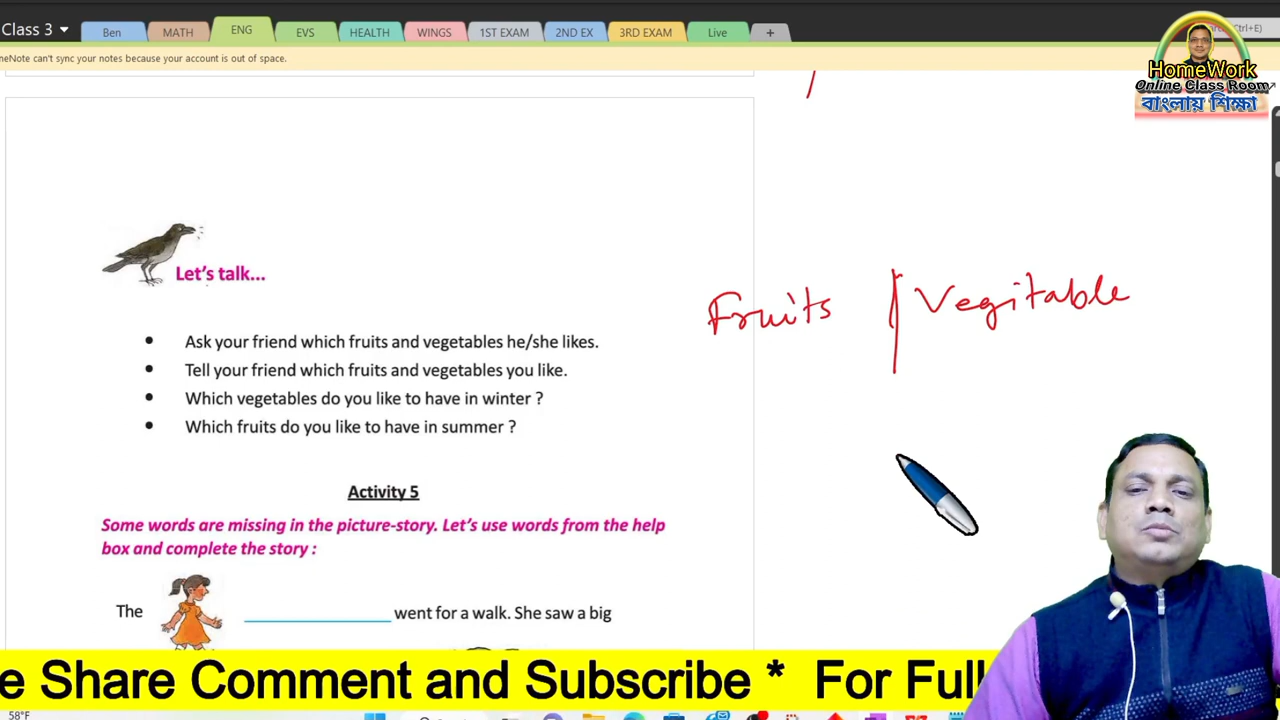 Class 3
Ben
MATH
ENG
EVS
HEALTH
WINGS
1ST EXAM
2ND EX
3RD EXAM
Live
+
Ctrl+E)
eNote can't sync your notes because your account is out of space.
HomeWork
Online Class Room
বাংলায় শিক্ষা
Let's talk...
Fruits
Vegitable
• Ask your friend which fruits and vegetables he/she likes.
• Tell your friend which fruits and vegetables you like.
• Which vegetables do you like to have in winter ?
• Which fruits do you like to have in summer ?
Activity 5
Some words are missing in the picture-story. Let's use words from the help
box and complete the story :
The ____________ went for a walk. She saw a big
e Share Comment and Subscribe * For Full
58°F